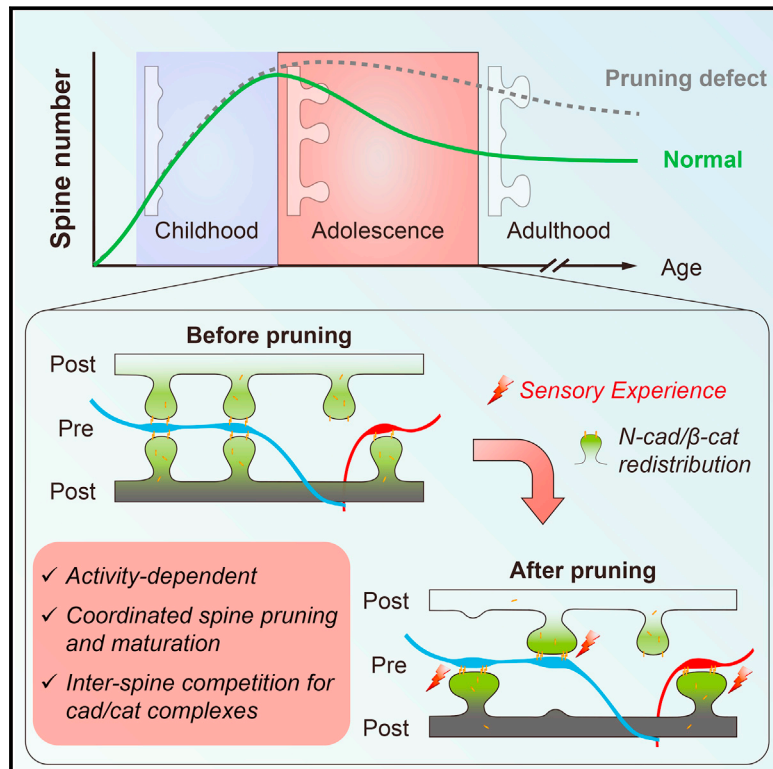 Spine number
Pruning defect
Normal
Childhood
Adolescence
Adulthood
Age
Before pruning
Post
Pre
Post
Sensory Experience
N-cad/β-cat
redistribution
✓ Activity-dependent
✓ Coordinated spine pruning
and maturation
✓ Inter-spine competition for
cad/cat complexes
After pruning
Post
Pre
Post